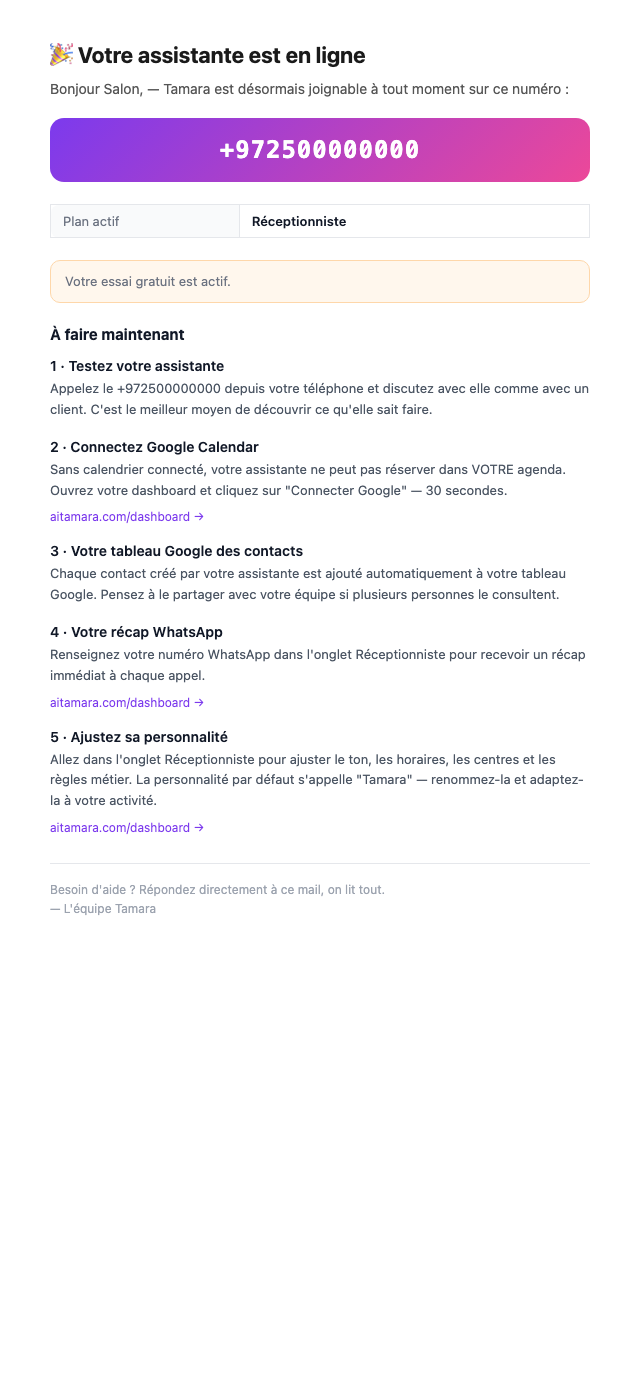 🎉 Votre assistante est en ligne
Bonjour Salon, — Tamara est désormais joignable à tout moment sur ce numéro :
+972500000000
Plan actif Réceptionniste
Votre essai gratuit est actif.
À faire maintenant
1 · Testez votre assistante
Appelez le +972500000000 depuis votre téléphone et discutez avec elle comme avec un
client. C'est le meilleur moyen de découvrir ce qu'elle sait faire.
2 · Connectez Google Calendar
Sans calendrier connecté, votre assistante ne peut pas réserver dans VOTRE agenda.
Ouvrez votre dashboard et cliquez sur "Connecter Google" — 30 secondes.
aitamara.com/dashboard →
3 · Votre tableau Google des contacts
Chaque contact créé par votre assistante est ajouté automatiquement à votre tableau
Google. Pensez à le partager avec votre équipe si plusieurs personnes le consultent.
4 · Votre récap WhatsApp
Renseignez votre numéro WhatsApp dans l'onglet Réceptionniste pour recevoir un récap
immédiat à chaque appel.
aitamara.com/dashboard →
5 · Ajustez sa personnalité
Allez dans l'onglet Réceptionniste pour ajuster le ton, les horaires, les centres et les
règles métier. La personnalité par défaut s'appelle "Tamara" — renommez-la et adaptez-
la à votre activité.
aitamara.com/dashboard →
Besoin d'aide ? Répondez directement à ce mail, on lit tout.
— L'équipe Tamara